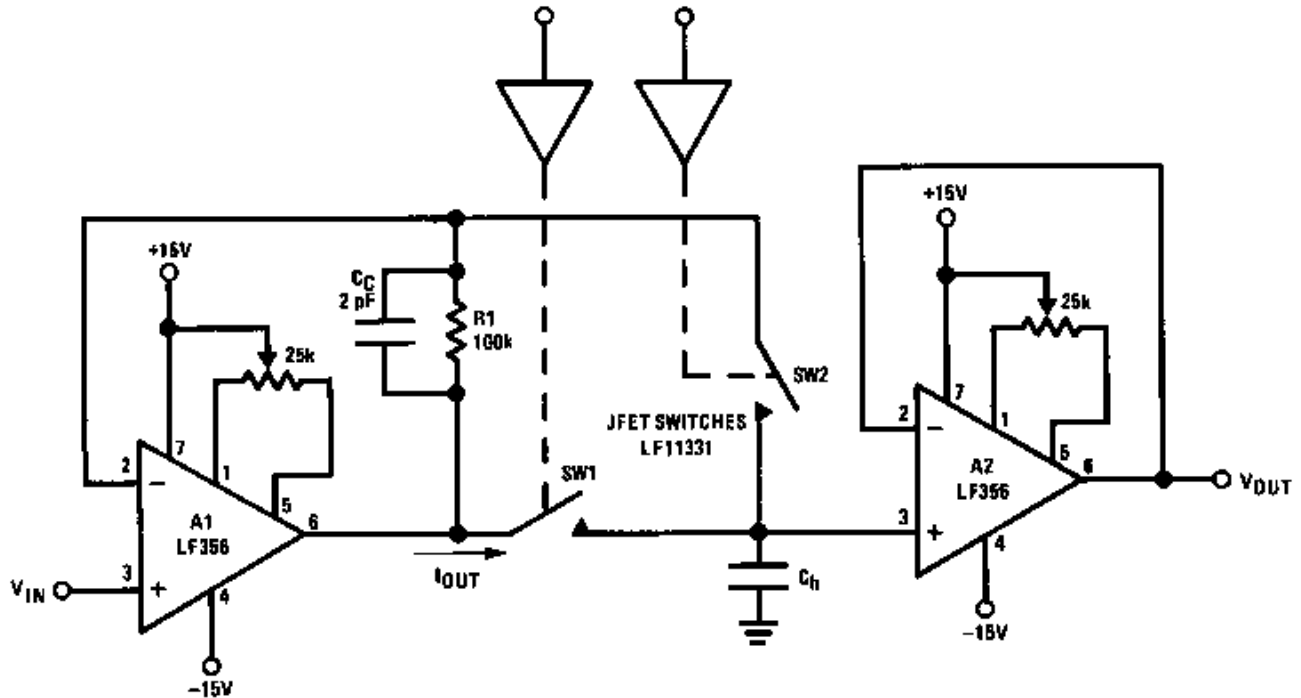 +15V
CC
2 pF
R1
100k
25k
2
7
1
5
6
A1
LF356
3
4
VIN
−15V
IOUT
SW1
SW2
JFET SWITCHES
LF11331
Ch
+15V
25k
2
7
1
5
6
A2
LF356
3
4
−15V
VOUT